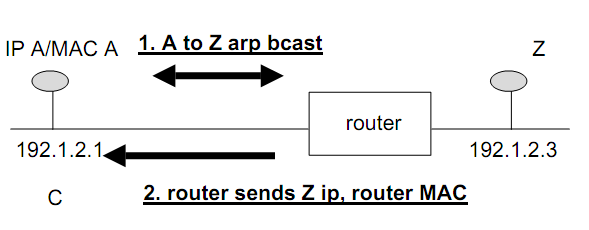 IP A/MAC A
1. A to Z arp bcast
Z
router
192.1.2.1
192.1.2.3
C
2. router sends Z ip, router MAC